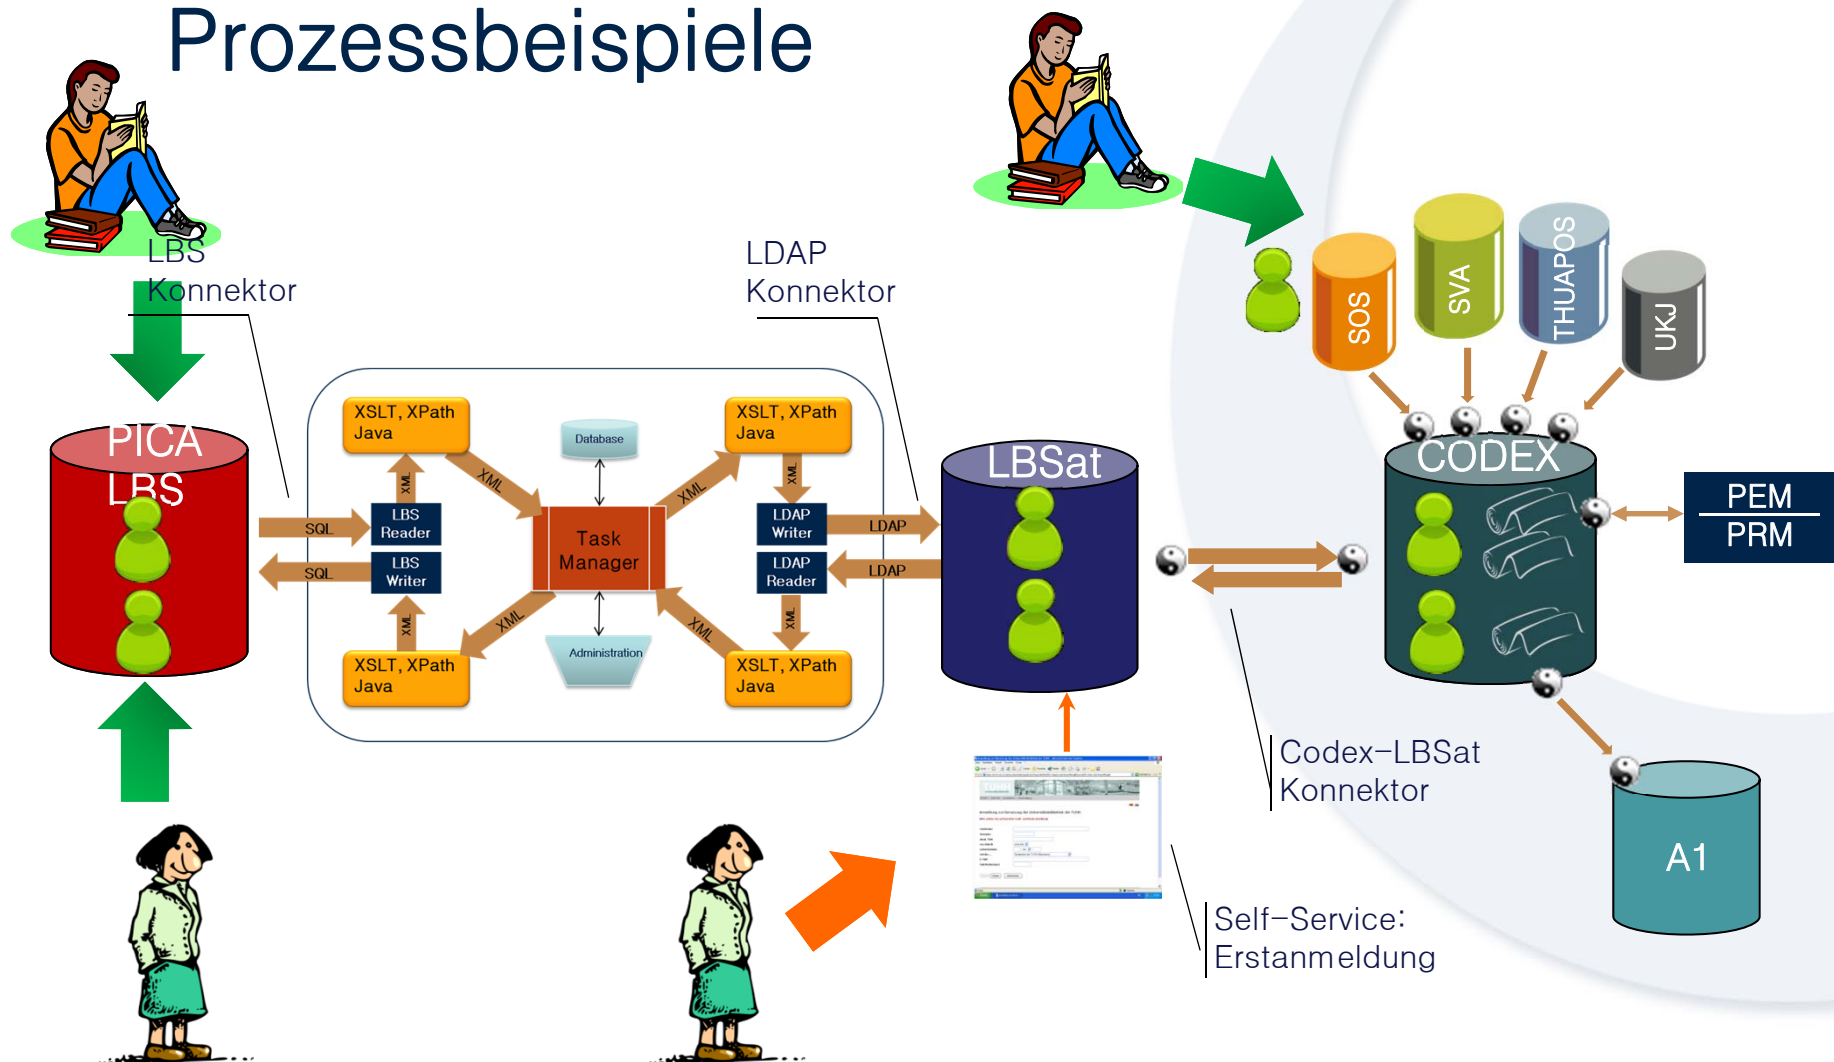 Prozessbeispiele
LBS
Konnektor
LDAP
Konnektor
SOS
SVA
THUAPOS
UKJ
PICA
LBS
XSLT, XPath
Java
XML
XML
SQL
LBS
Reader
SQL
LBS
Writer
XML
XML
XSLT, XPath
Java
Database
Task
Manager
Administration
XSLT, XPath
Java
XML
XML
LDAP
Writer
LDAP
LDAP
Reader
LDAP
XML
XML
XSLT, XPath
Java
LBSat
CODEX
PEM
PRM
Codex-LBSat
Konnektor
A1
Self-Service:
Erstanmeldung